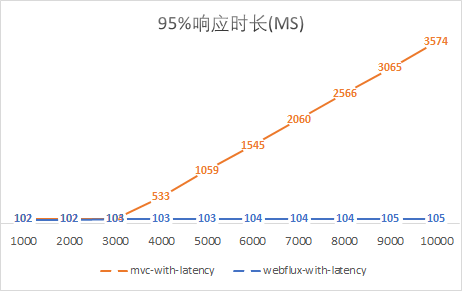 95%响应时长(MS)
3574
3065
2566
2060
1545
1059
533
102 102 103 103 103 104 104 104 105 105
1000 2000 3000 4000 5000 6000 7000 8000 9000 10000
mvc-with-latency webflux-with-latency